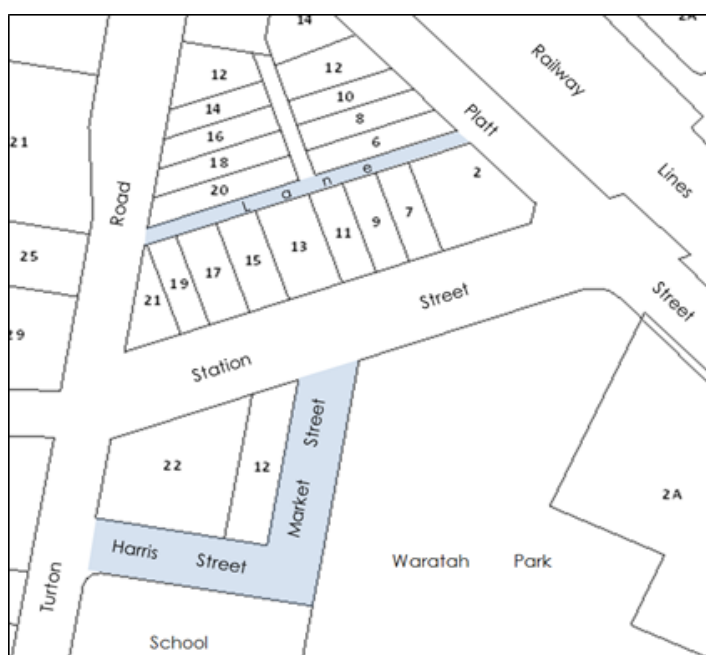 14
2A
12
12
Railway
21
14
10
Platt
16
8
18
6
20
Lane
2
Lines
Road
25
13
11
9
7
15
17
19
21
Street
Street
29
Station
Street
22
12
2A
Market
Harris Street
Waratah Park
Turton
School